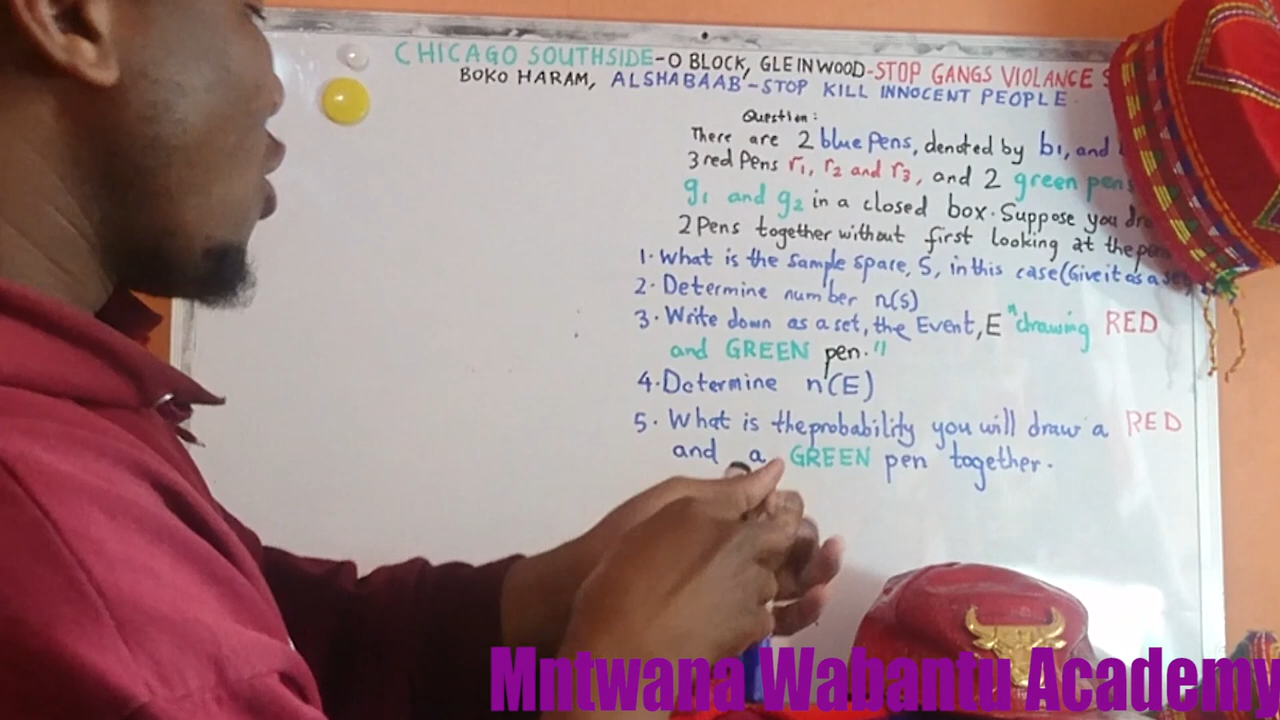 CHICAGO SOUTHSIDE-O BLOCK, GLEINWOOD-STOP GANGS VIOLANCE
BOKO HARAM, ALSHABAAB-STOP KILL INNOCENT PEOPLE
Question:
There are 2 blue Pens, denoted by b1, and
3 red Pens r1, r2 and r3, and 2 green pens
g1 and g2 in a closed box. Suppose you
2 Pens together without first looking at the
1. What is the sample space, S, in this case (Give it as a set
2. Determine number n(S)
3. Write down as a set, the Event, E "drawing RED
and GREEN pen."
4. Determine n(E)
5. What is the probability you will draw a RED
and a GREEN pen together.
Mntwana Wabantu Academy